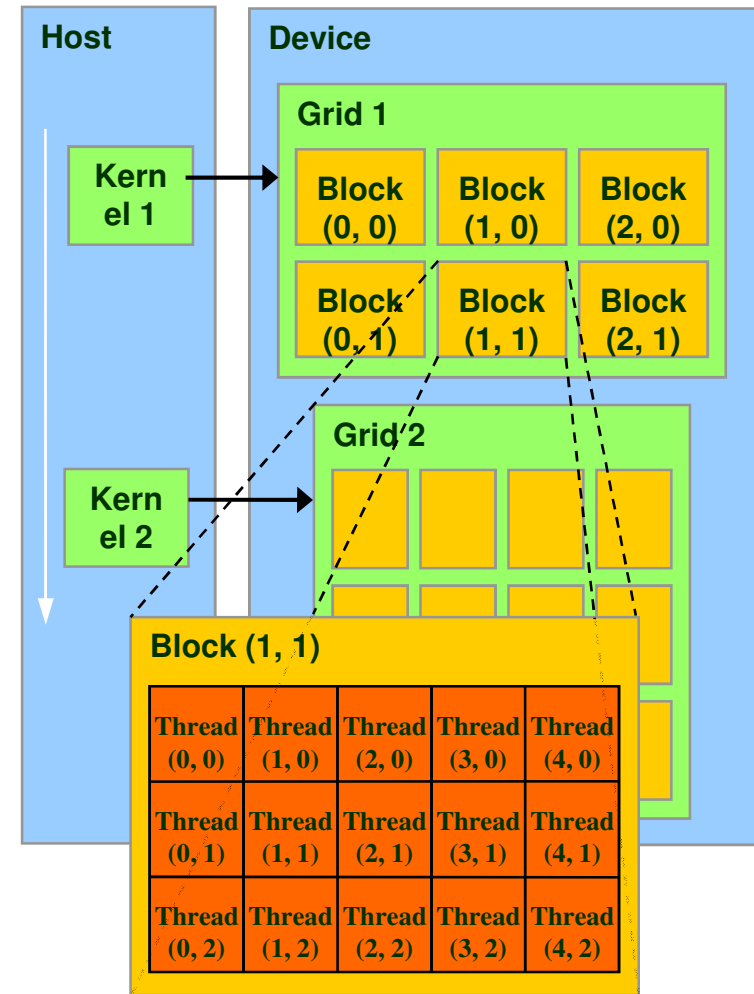 Host
Device
Grid 1
Kern
el 1
Block
(0, 0)
Block
(1, 0)
Block
(2, 0)
Block
(0, 1)
Block
(1, 1)
Block
(2, 1)
Grid 2
Kern
el 2
Block (1, 1)
Thread
(0, 0)
Thread
(1, 0)
Thread
(2, 0)
Thread
(3, 0)
Thread
(4, 0)
Thread
(0, 1)
Thread
(1, 1)
Thread
(2, 1)
Thread
(3, 1)
Thread
(4, 1)
Thread
(0, 2)
Thread
(1, 2)
Thread
(2, 2)
Thread
(3, 2)
Thread
(4, 2)